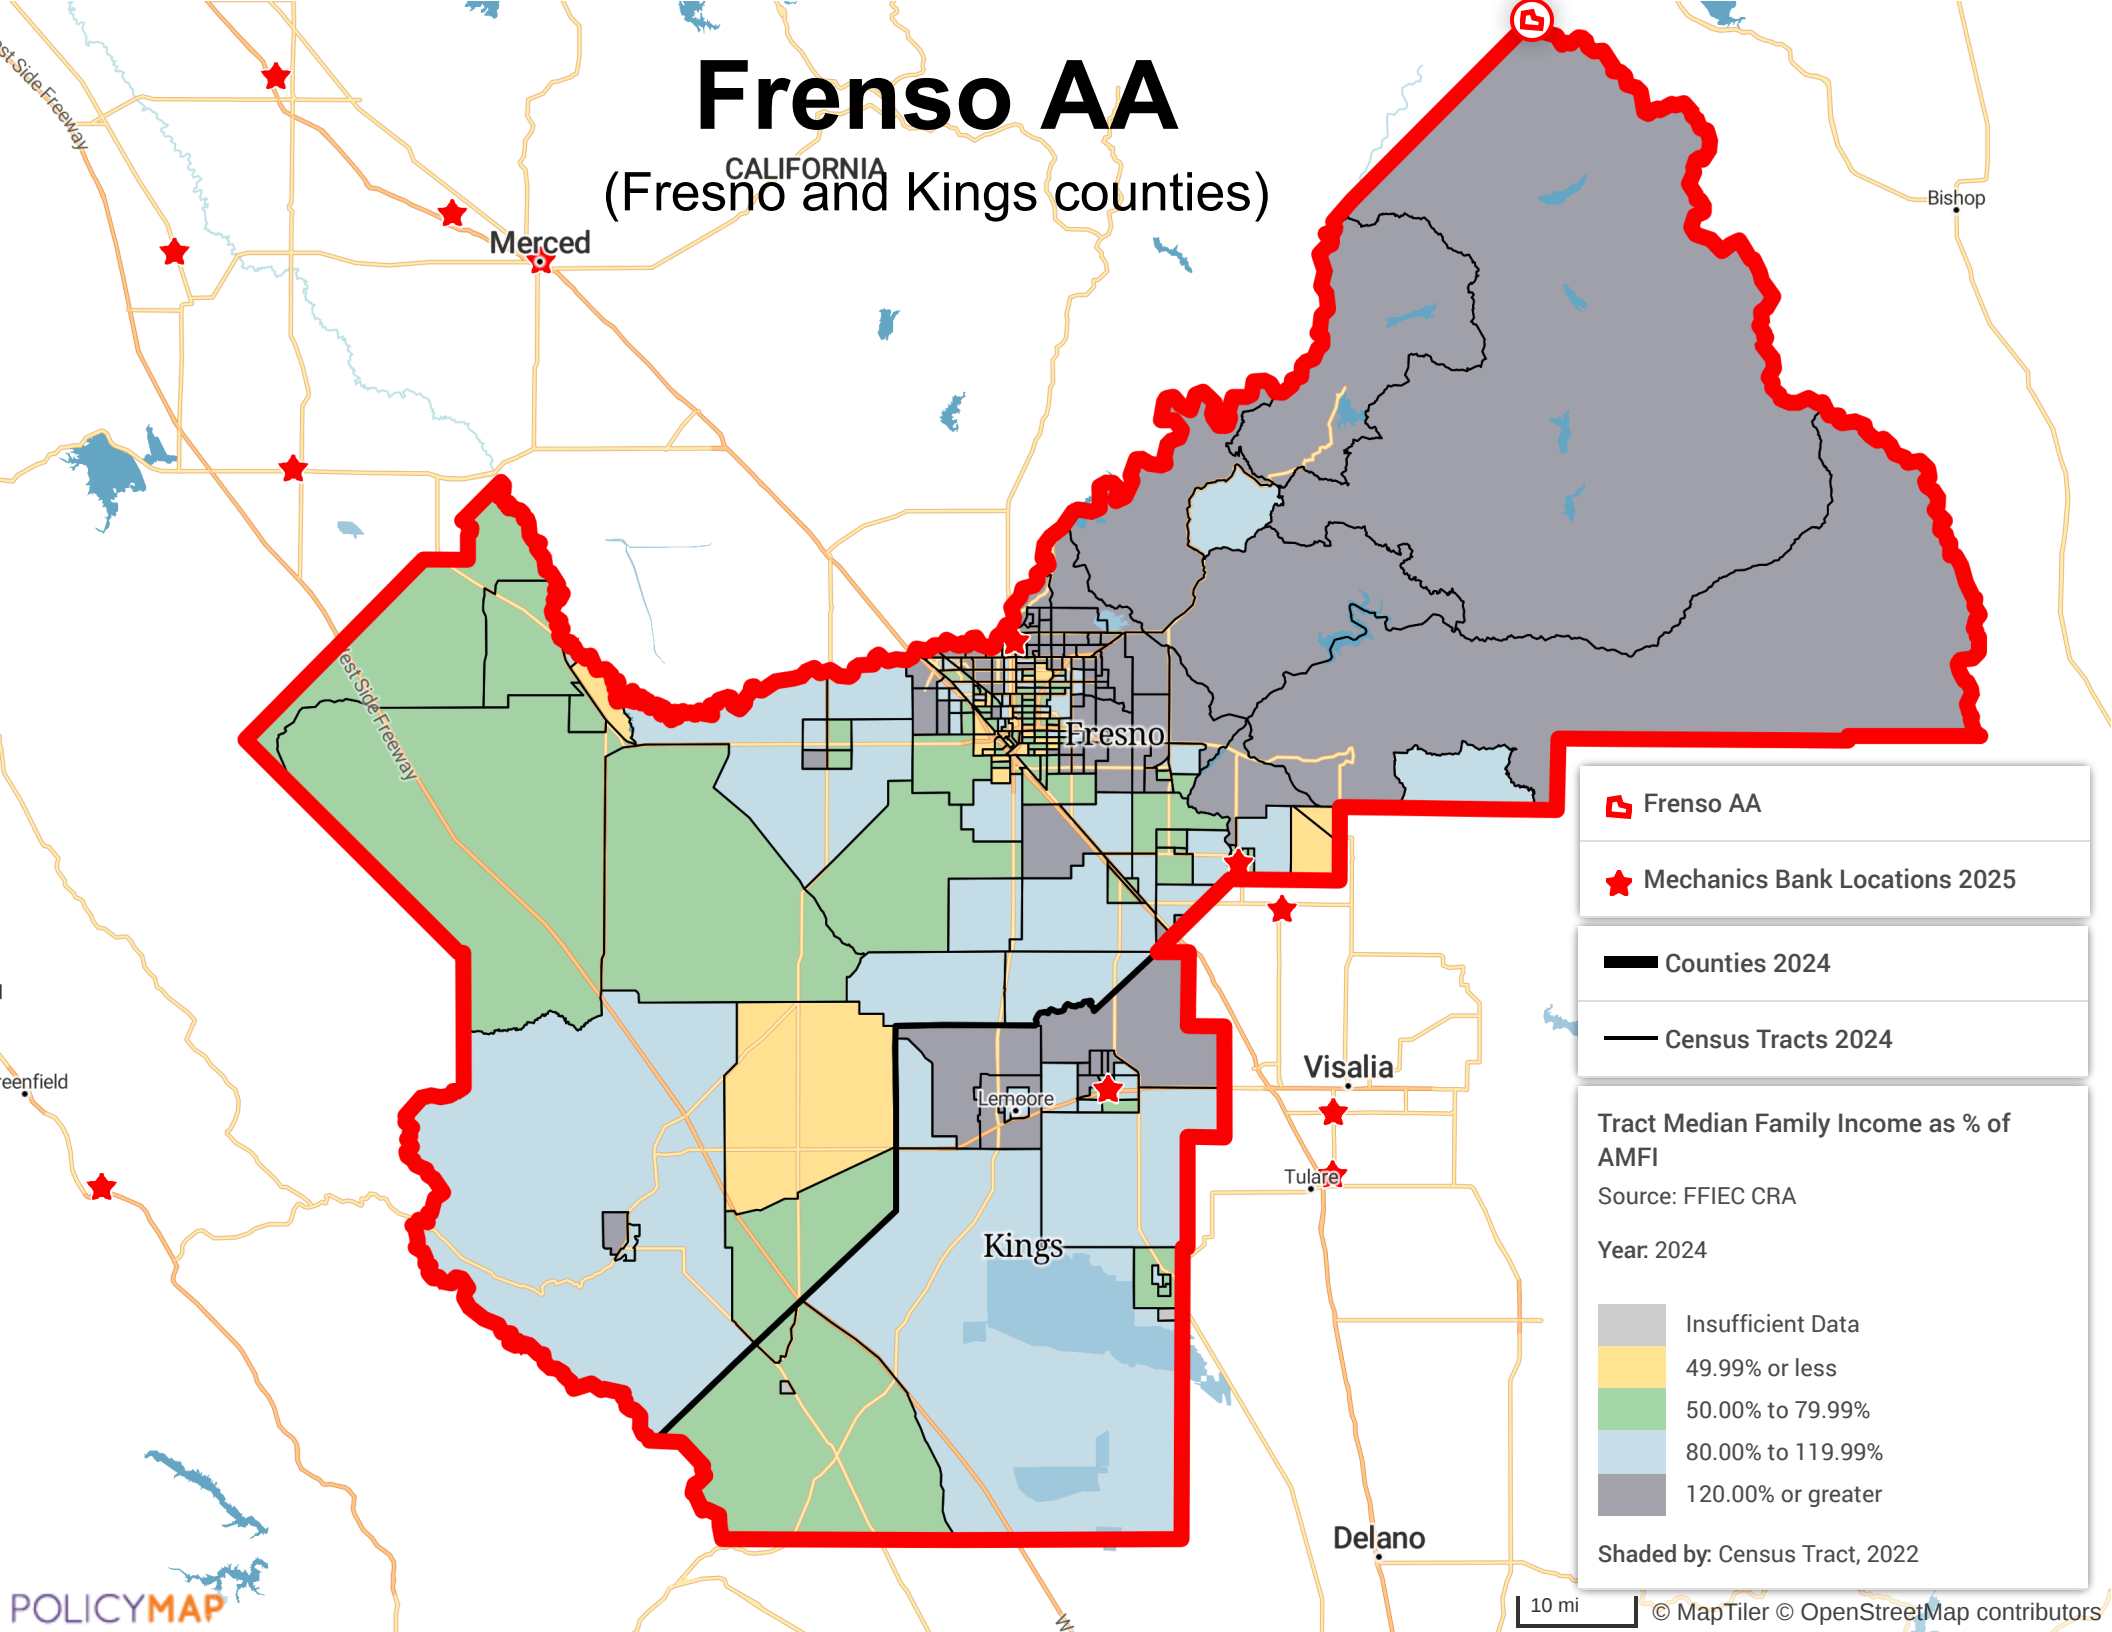 Frenso AA
CALIFORNIA
(Fresno and Kings counties)
st Side Freeway
Merced
Bishop
est Side Freeway
Fresno
Frenso AA
Mechanics Bank Locations 2025
Counties 2024
Census Tracts 2024
Visalia
eenfield
Lemoore
Tulare
Kings
Tract Median Family Income as % of
AMFI
Source: FFIEC CRA
Year: 2024
Insufficient Data
49.99% or less
50.00% to 79.99%
80.00% to 119.99%
120.00% or greater
Shaded by: Census Tract, 2022
Delano
POLICYMAP
W
10 mi
© MapTiler © OpenStreetMap contributors